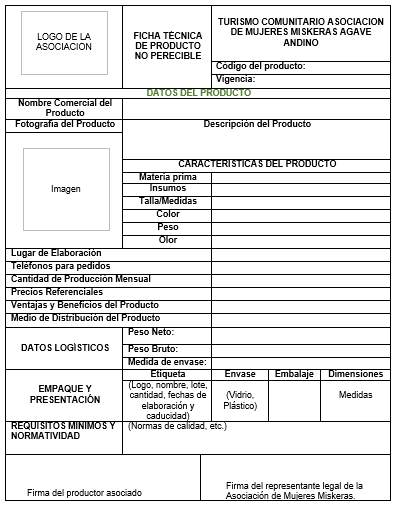 LOGO DE LA
ASOCIACION
FICHA TÉCNICA
DE PRODUCTO
NO PERECIBLE
TURISMO COMUNITARIO ASOCIACION
DE MUJERES MISKERAS AGAVE
ANDINO
Código del producto:
Vigencia:
DATOS DEL PRODUCTO
Nombre Comercial del
Producto
Fotografía del Producto
Descripción del Producto
Imagen
CARACTERISTICAS DEL PRODUCTO
Materia prima
Insumos
Talla/Medidas
Color
Peso
Olor
Lugar de Elaboración
Teléfonos para pedidos
Cantidad de Producción Mensual
Precios Referenciales
Ventajas y Beneficios del Producto
Medio de Distribución del Producto
DATOS LOGÌSTICOS
Peso Neto:
Peso Bruto:
Medida de envase:
EMPAQUE Y
PRESENTACIÓN
Etiqueta
Envase
Embalaje
Dimensiones
(Logo, nombre, lote,
cantidad, fechas de
elaboración y
caducidad)
(Vidrio,
Plástico)
Medidas
REQUISITOS MINIMOS Y
NORMATIVIDAD
(Normas de calidad, etc.)
Firma del productor asociado
Firma del representante legal de la
Asociación de Mujeres Miskeras.